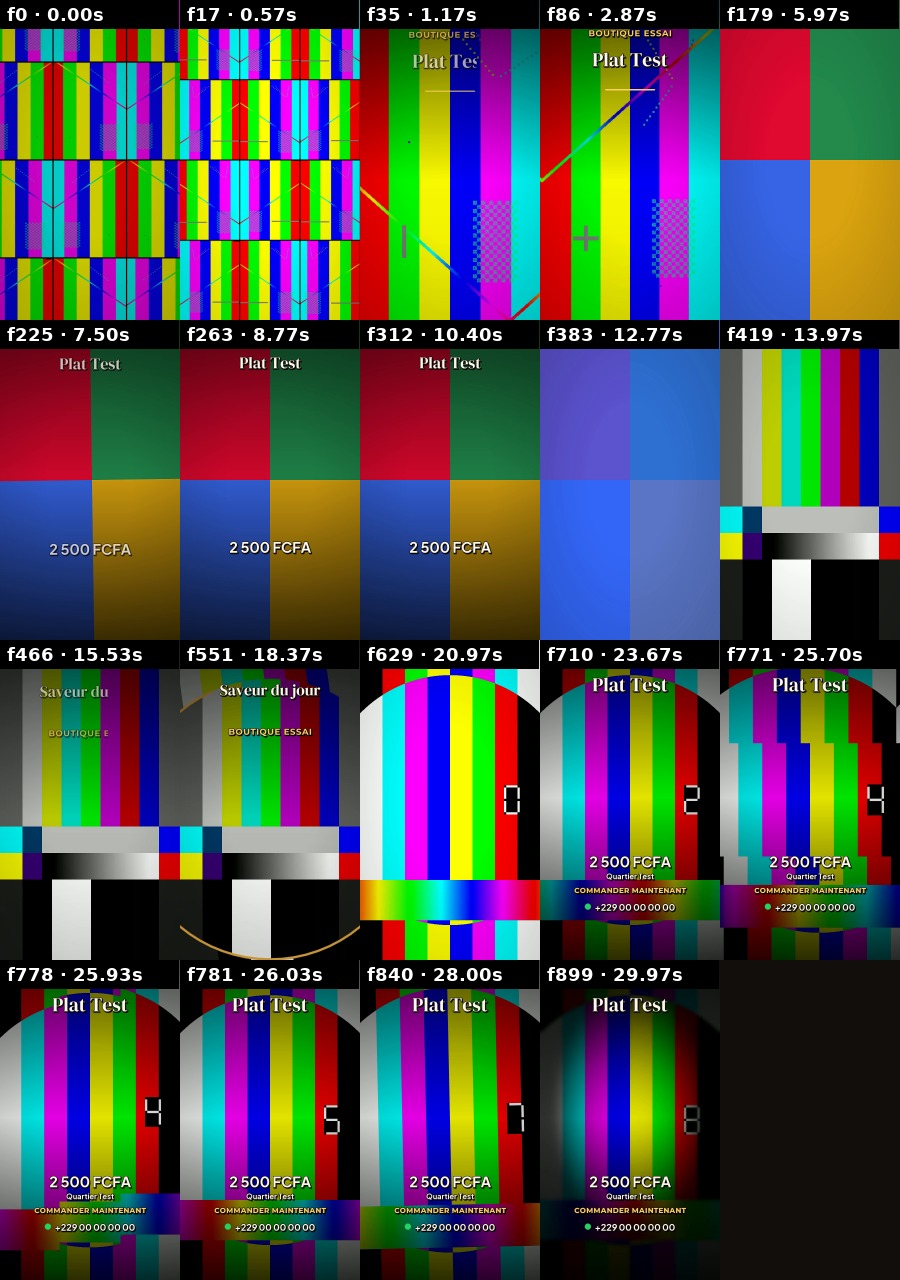 f0 · 0.00s
f17 · 0.57s
f35 · 1.17s
f86 · 2.87s
f179 · 5.97s
BOUTIQUE ES
Plat Tes
BOUTIQUE ESSAI
Plat Test
f225 · 7.50s
f263 · 8.77s
f312 · 10.40s
f383 · 12.77s
f419 · 13.97s
Plat Test
2 500 FCFA
Plat Test
2 500 FCFA
Plat Test
2 500 FCFA
f466 · 15.53s
f551 · 18.37s
f629 · 20.97s
f710 · 23.67s
f771 · 25.70s
Saveur du
BOUTIQUE E
Saveur du jour
BOUTIQUE ESSAI
0
Plat Test
2
2 500 FCFA
Quartier Test
COMMANDER MAINTENANT
+229 00 00 00 00
Plat Test
4
2 500 FCFA
Quartier Test
COMMANDER MAINTENANT
+229 00 00 00 00
f778 · 25.93s
f781 · 26.03s
f840 · 28.00s
f899 · 29.97s
Plat Test
4
2 500 FCFA
Quartier Test
COMMANDER MAINTENANT
+229 00 00 00 00
Plat Test
5
2 500 FCFA
Quartier Test
COMMANDER MAINTENANT
+229 00 00 00 00
Plat Test
7
2 500 FCFA
Quartier Test
COMMANDER MAINTENANT
+229 00 00 00 00
Plat Test
8
2 500 FCFA
Quartier Test
COMMANDER MAINTENANT
+229 00 00 00 00